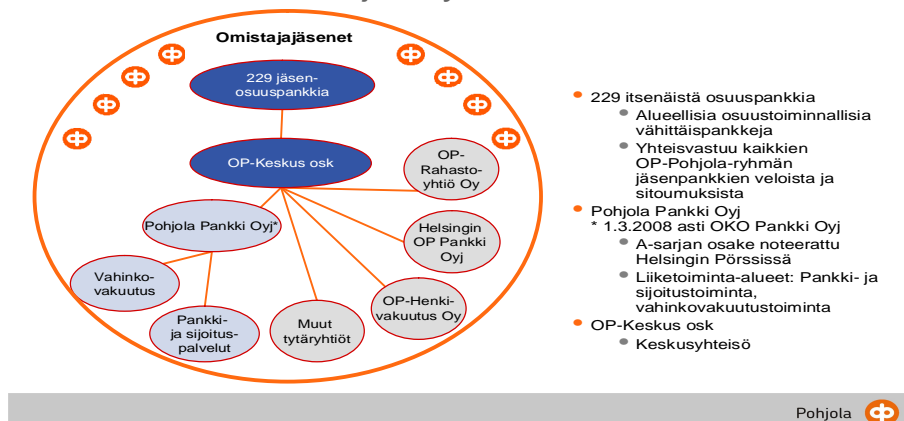 Omistajajäsenet
229 jäsen-
osuuspankkia
OP-Keskus osk
OP-
Rahasto-
yhtiö Oy
Pohjola Pankki Oyj*
Helsingin
OP Pankki
Oyj
Vahinko-
vakuutus
OP-Henki-
vakuutus Oy
Pankki-
ja sijoitus-
palvelut
Muut
tytäryhtiöt
229 itsenäistä osuuspankkia
Alueellisia osuustoiminnallisia
vähittäispankkeja
Yhteisvastuu kaikkien
OP-Pohjola-ryhmän
jäsenpankkien veloista ja
sitoumuksista
Pohjola Pankki Oyj
* 1.3.2008 asti OKO Pankki Oyj
A-sarjan osake noteerattu
Helsingin Pörssissä
Liiketoiminta-alueet: Pankki- ja
sijoitustoiminta,
vahinkovakuutustoiminta
OP-Keskus osk
Keskusyhteisö
Pohjola